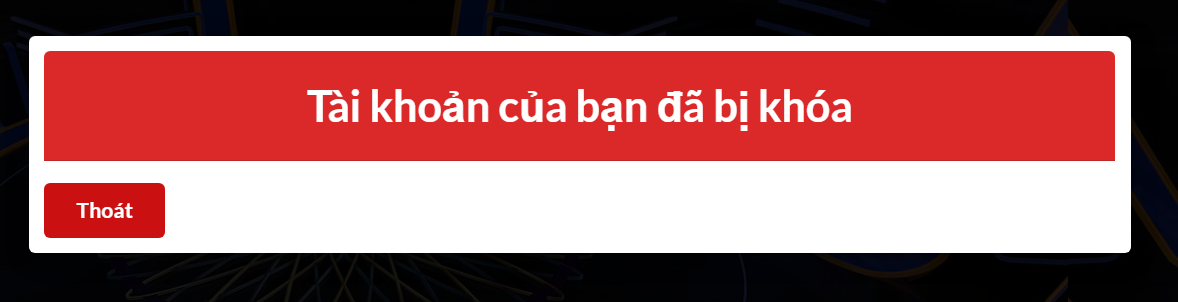 Tài khoản của bạn đã bị khóa
Thoát